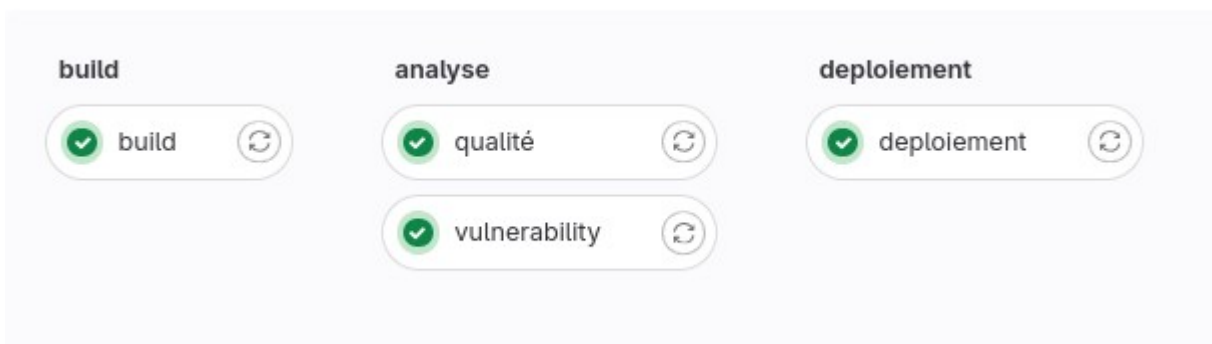 build
build
analyse
qualité
vulnerability
deploiement
deploiement